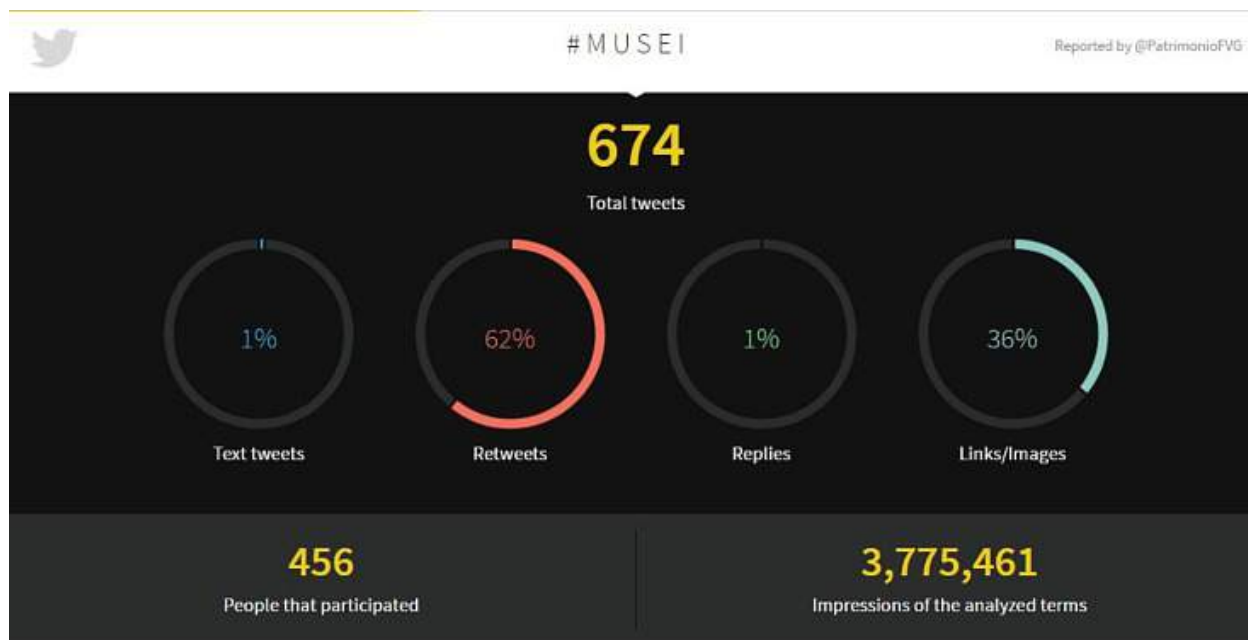 #MUSEI
Reported by @PatrimonioFVG
674
Total tweets
1%
62%
1%
36%
Text tweets
Retweets
Replies
Links/Images
456
3,775,461
People that participated
Impressions of the analyzed terms